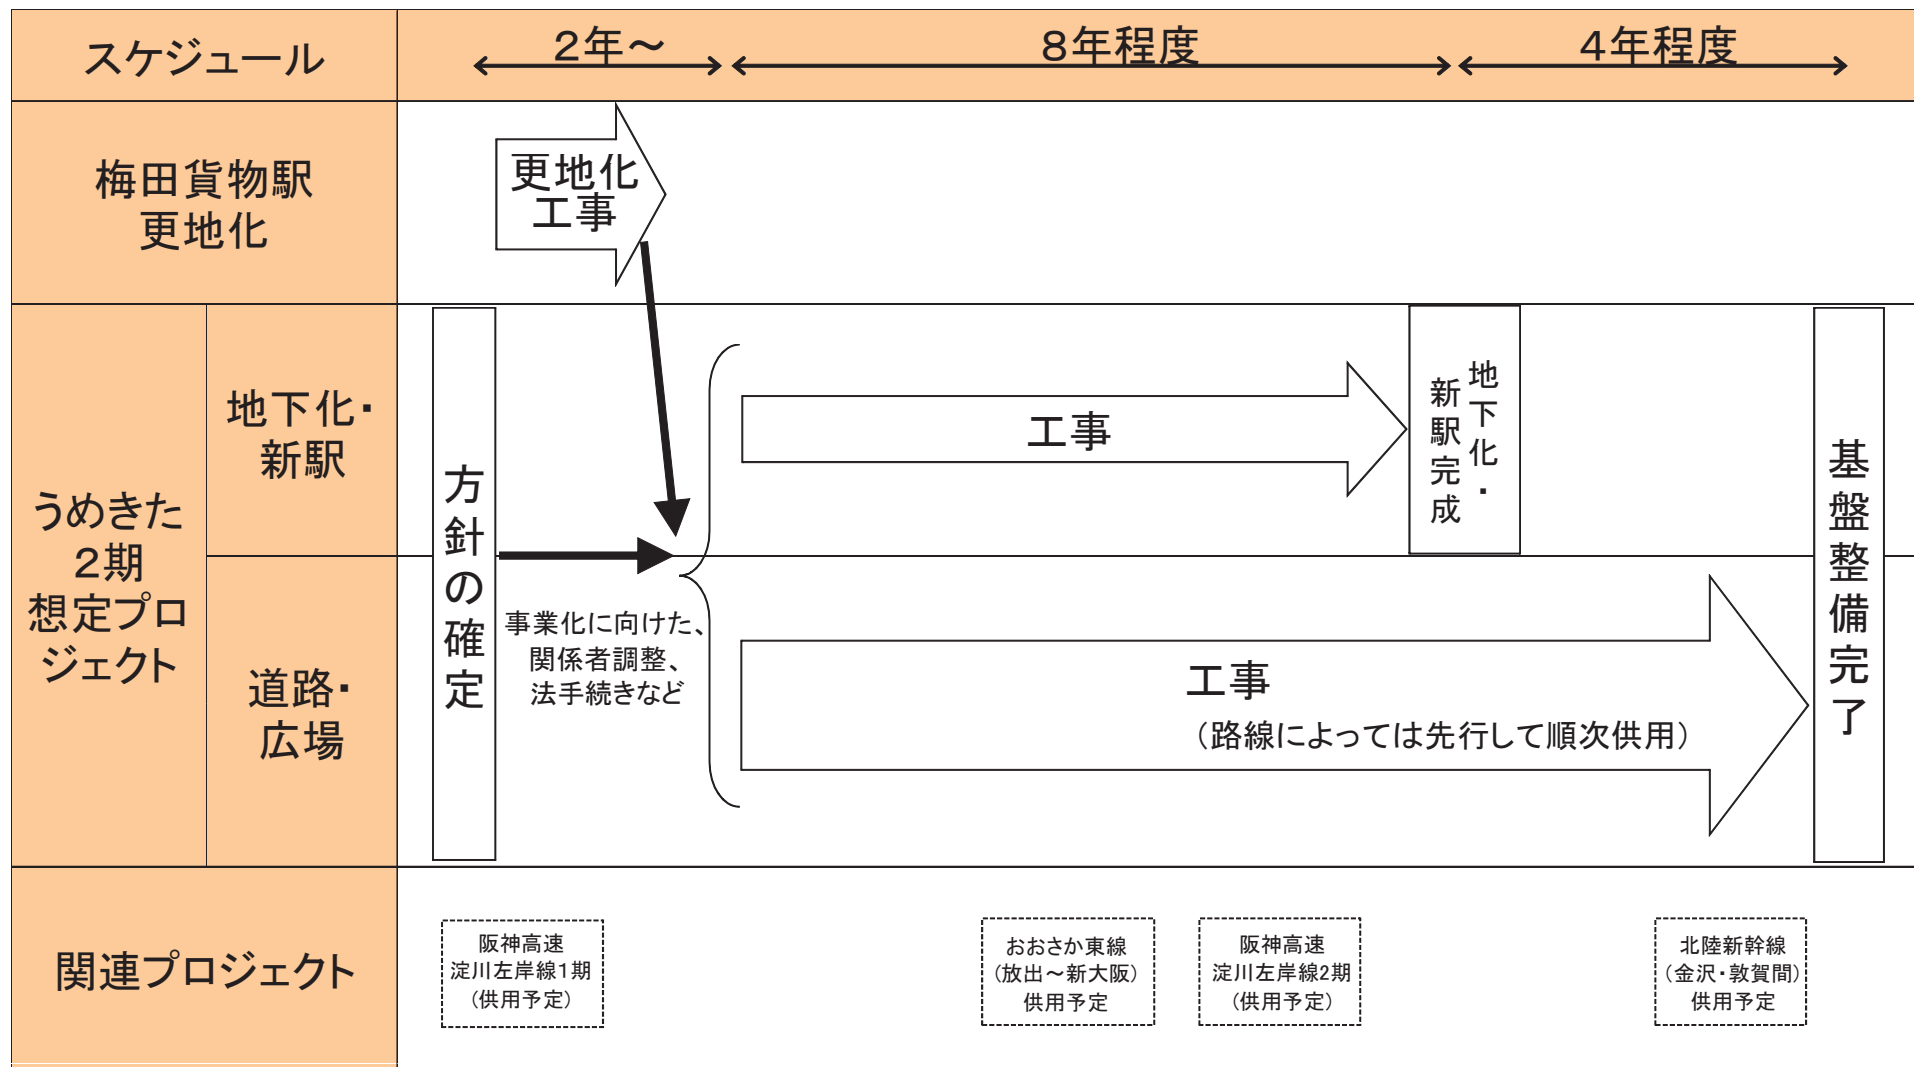 スケジュール
2年～
8年程度
4年程度
梅田貨物駅
更地化
更地化
工事
うめきた
2期
想定プロ
ジェクト
地下化・
新駅
道路・
広場
方針の確定
事業化に向けた、
関係者調整、
法手続きなど
工事
地下化・
新駅完成
工事
（路線によっては先行して順次供用）
基盤整備完了
関連プロジェクト
阪神高速
淀川左岸線1期
（供用予定）
おおさか東線
（放出～新大阪）
供用予定
阪神高速
淀川左岸線2期
（供用予定）
北陸新幹線
（金沢・敦賀間）
供用予定